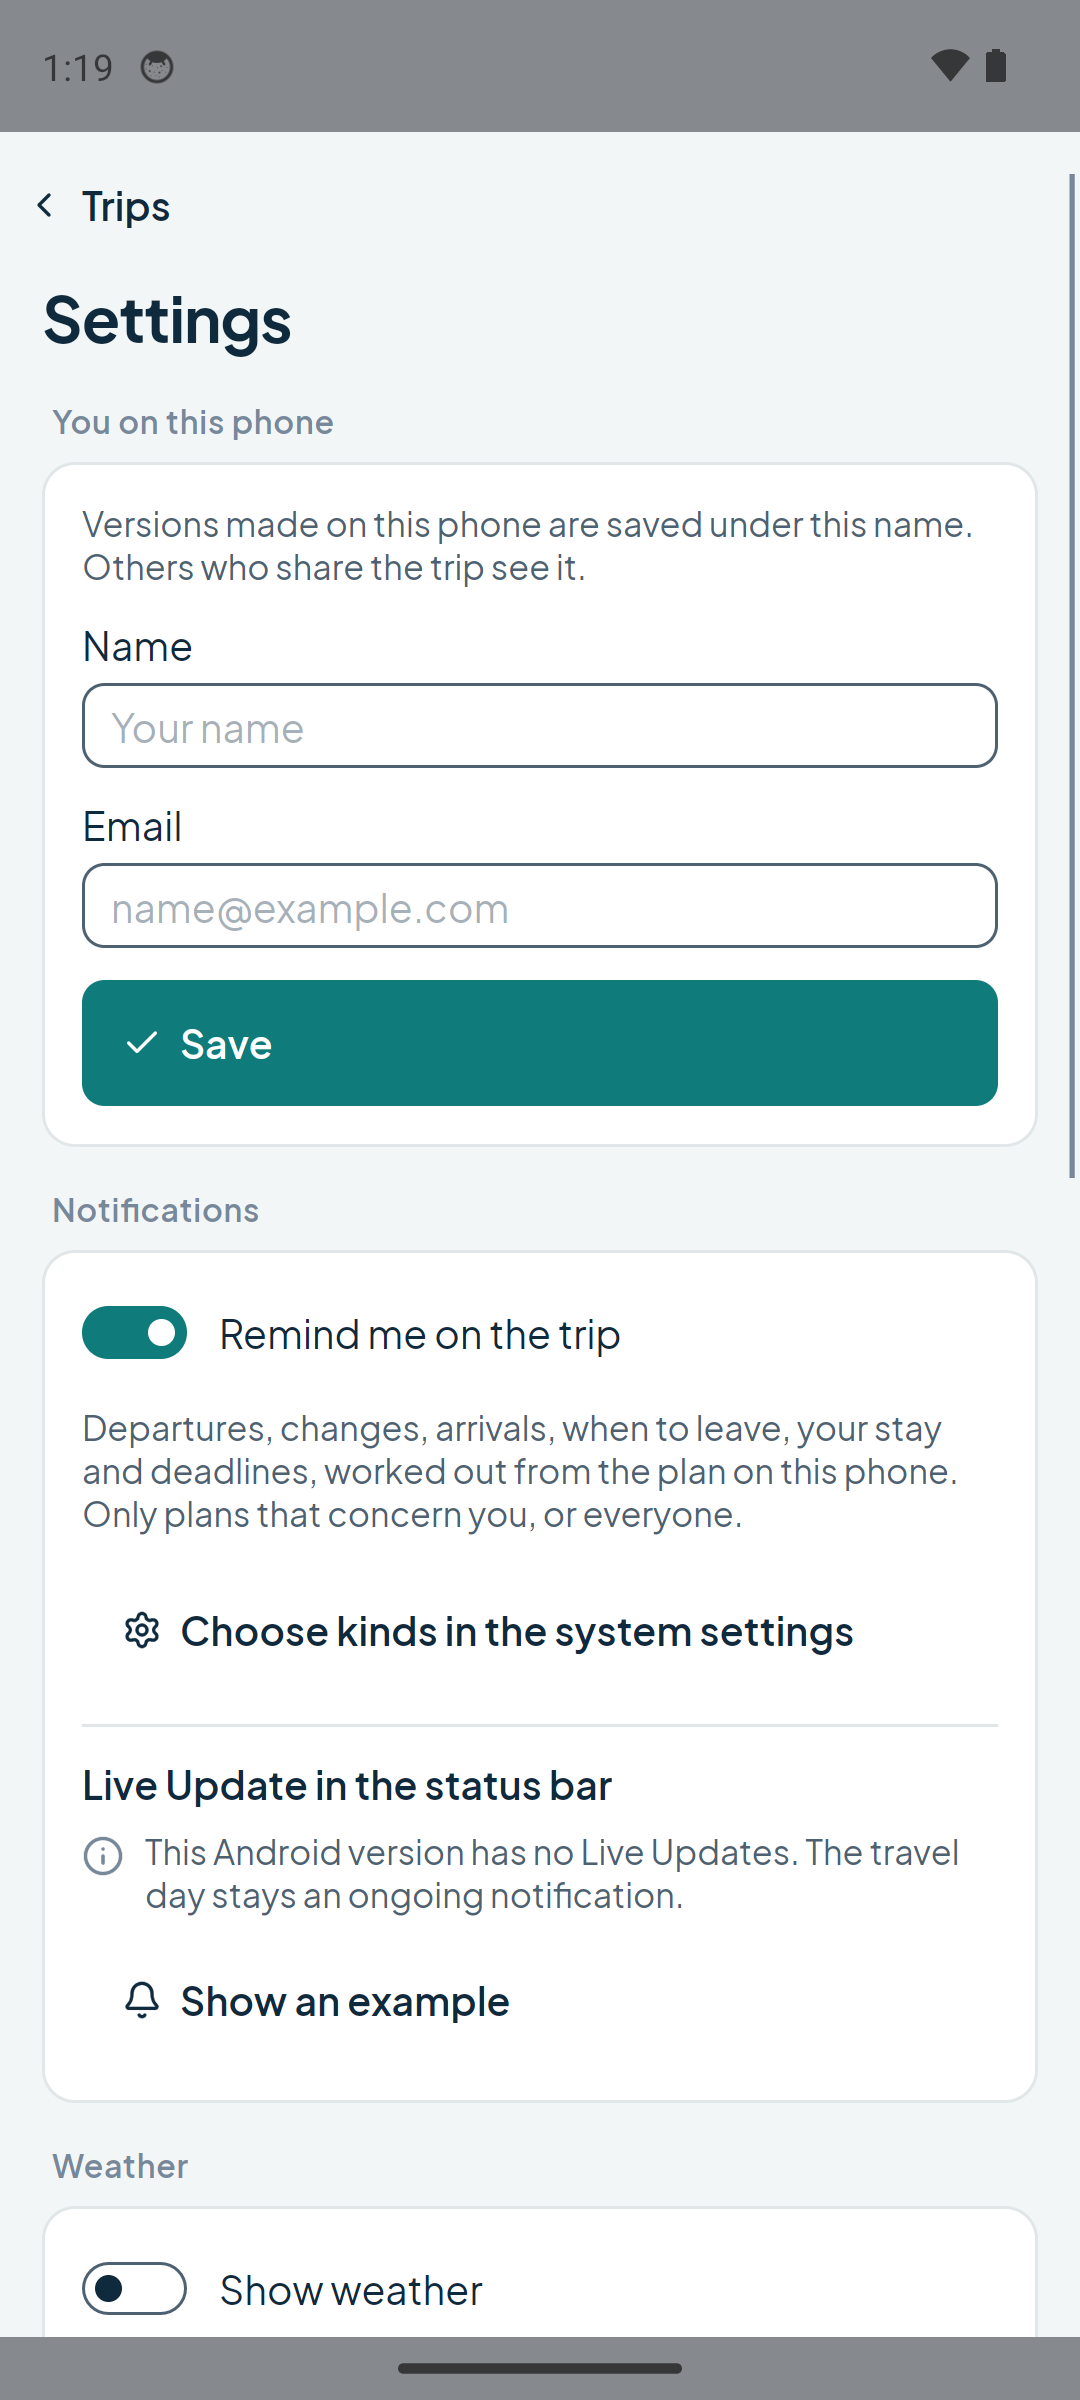 1:19
Trips
Settings
You on this phone
Versions made on this phone are saved under this name.
Others who share the trip see it.
Name
Your name
Email
name@example.com
Save
Notifications
Remind me on the trip
Departures, changes, arrivals, when to leave, your stay
and deadlines, worked out from the plan on this phone.
Only plans that concern you, or everyone.
Choose kinds in the system settings
Live Update in the status bar
This Android version has no Live Updates. The travel
day stays an ongoing notification.
Show an example
Weather
Show weather